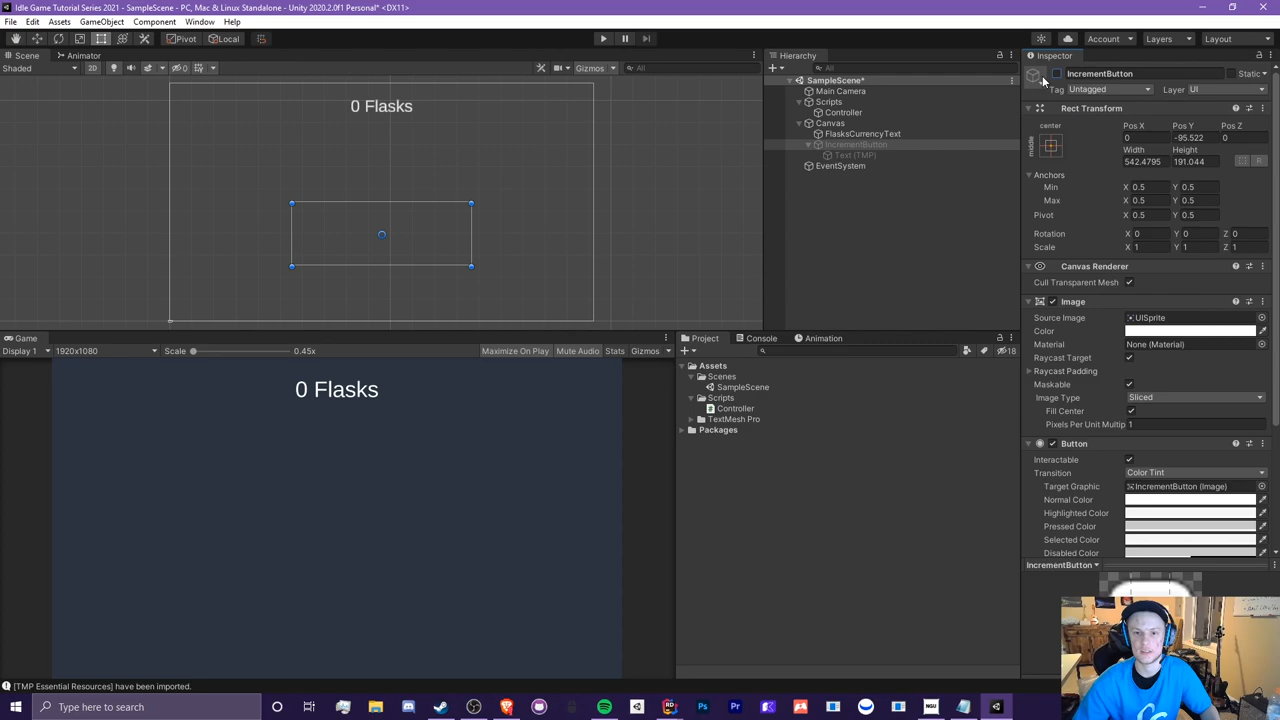 Idle Game Tutorial Series 2021 - SampleScene - PC, Mac & Linux Standalone - Unity 2020.2.0f1 Personal* <DX11>
File Edit Assets GameObject Component Window Help
Pivot Local Account Layers Layout
Scene Animator
Shaded 2D 0 Gizmos All
0 Flasks
Hierarchy
All
SampleScene*
Main Camera
Scripts
Controller
Canvas
FlasksCurrencyText
IncrementButton
Text (TMP)
EventSystem
Game
Display 1 1920x1080 Scale 0.45x Maximize On Play Mute Audio Stats Gizmos
0 Flasks
Project Console Animation
18
Assets
Scenes
SampleScene
Scripts
Controller
TextMesh Pro
Packages
Inspector
IncrementButton Static
Tag Untagged Layer UI
Rect Transform
center Pos X Pos Y Pos Z
middle 0 -95.522 0
Width Height
542.4795 191.044 R
Anchors
Min X 0.5 Y 0.5
Max X 0.5 Y 0.5
Pivot X 0.5 Y 0.5
Rotation X 0 Y 0 Z 0
Scale X 1 Y 1 Z 1
Canvas Renderer
Cull Transparent Mesh
Image
Source Image UISprite
Color
Material None (Material)
Raycast Target
Raycast Padding
Maskable
Image Type Sliced
Fill Center
Pixels Per Unit Multip 1
Button
Interactable
Transition Color Tint
Target Graphic IncrementButton (Image)
Normal Color
Highlighted Color
Pressed Color
Selected Color
Disabled Color
IncrementButton
[TMP Essential Resources] have been imported.
Type here to search
RD
Ps
Pr
NGU